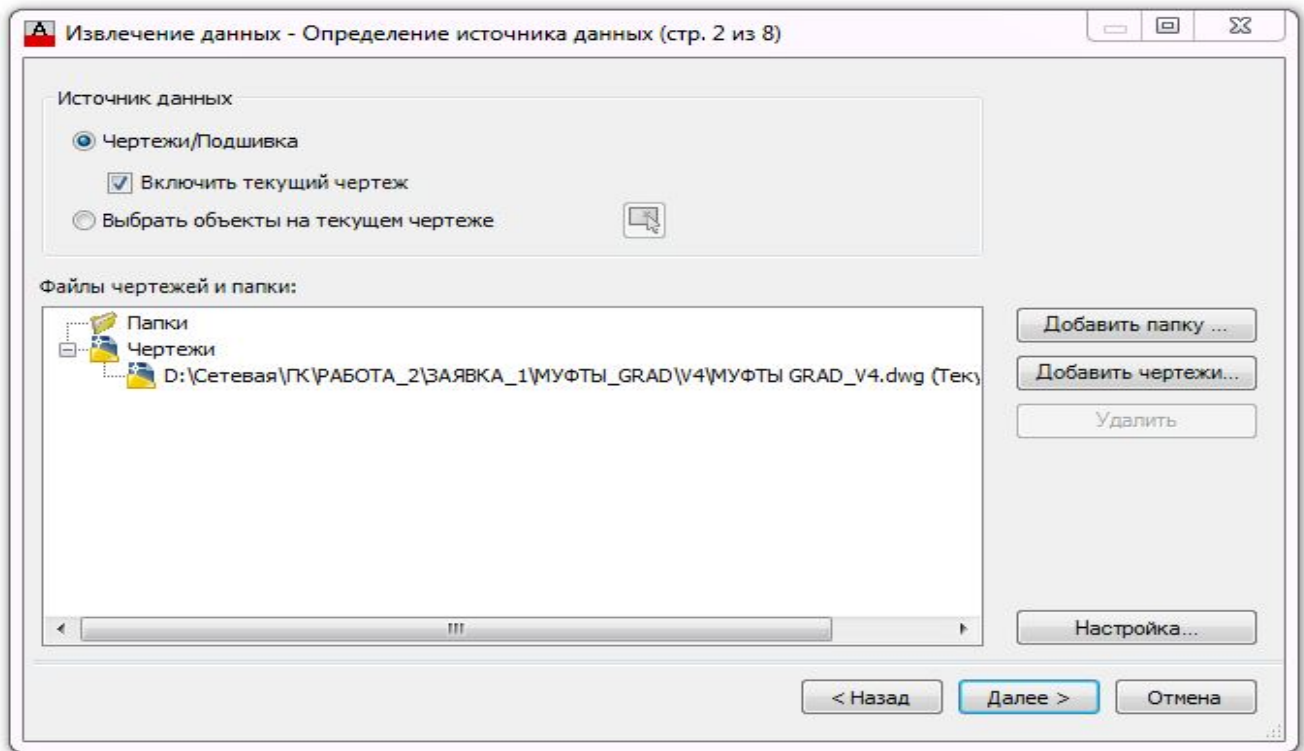 Извлечение данных - Определение источника данных (стр. 2 из 8)
Источник данных
Чертежи/Подшивка
Включить текущий чертеж
Выбрать объекты на текущем чертеже
Файлы чертежей и папки:
Папки
Чертежи
D:\Сетевая\ГК\РАБОТА_2\ЗАЯВКА_1\МУФТЫ_GRAD\V4\МУФТЫ GRAD_V4.dwg (Теку
Добавить папку ...
Добавить чертежи...
Удалить
Настройка...
< Назад
Далее >
Отмена